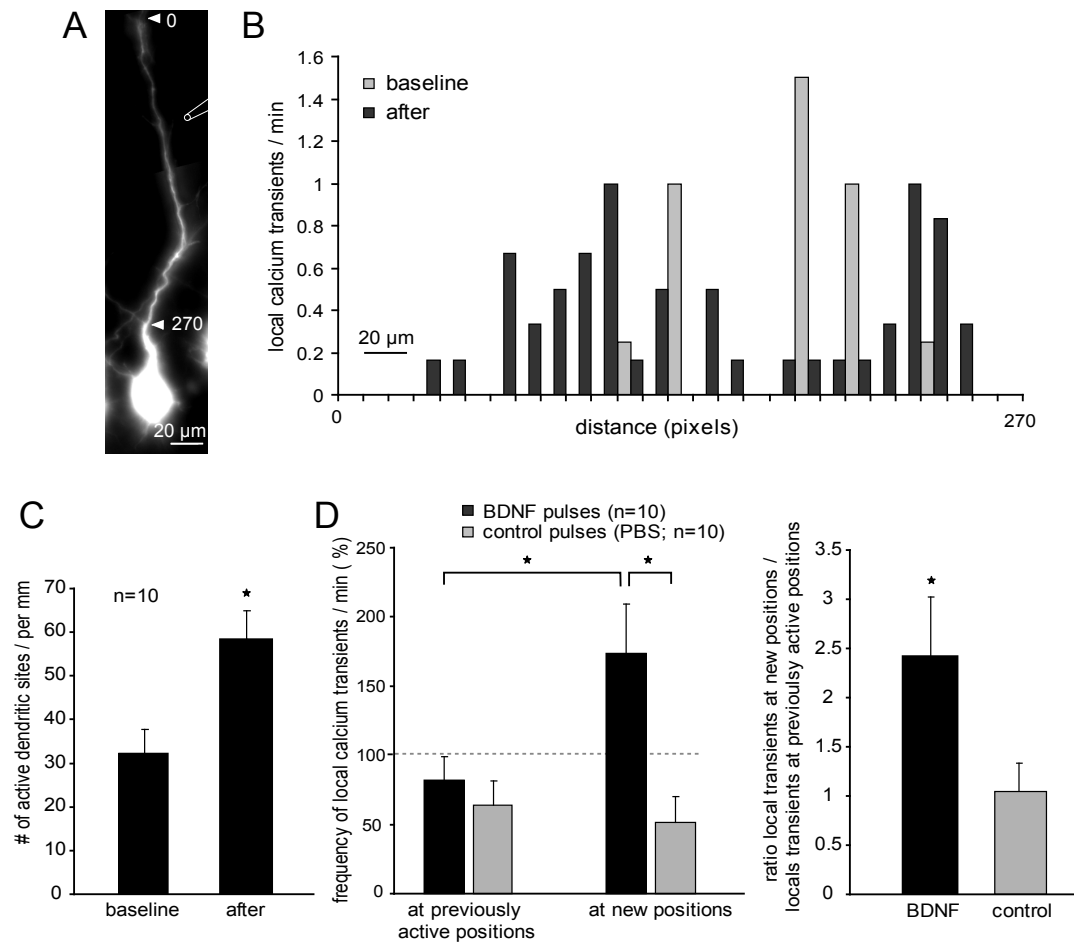 A
0
270
20 µm
B
1.6
1.4
1.2
1
0.8
0.6
0.4
0.2
0
local calcium transients / min
baseline
after
20 µm
0
270
distance (pixels)
C
# of active dendritic sites / per mm
70
60
50
40
30
20
10
0
n=10
*
baseline
after
D
BDNF pulses (n=10)
control pulses (PBS; n=10)
frequency of local calcium transients / min ( %)
250
200
150
100
50
0
*
*
at previously
active positions
at new positions
ratio local transients at new positions /
locals transients at previoulsy active positions
3.5
3
2.5
2
1.5
1
0.5
0
*
BDNF
control